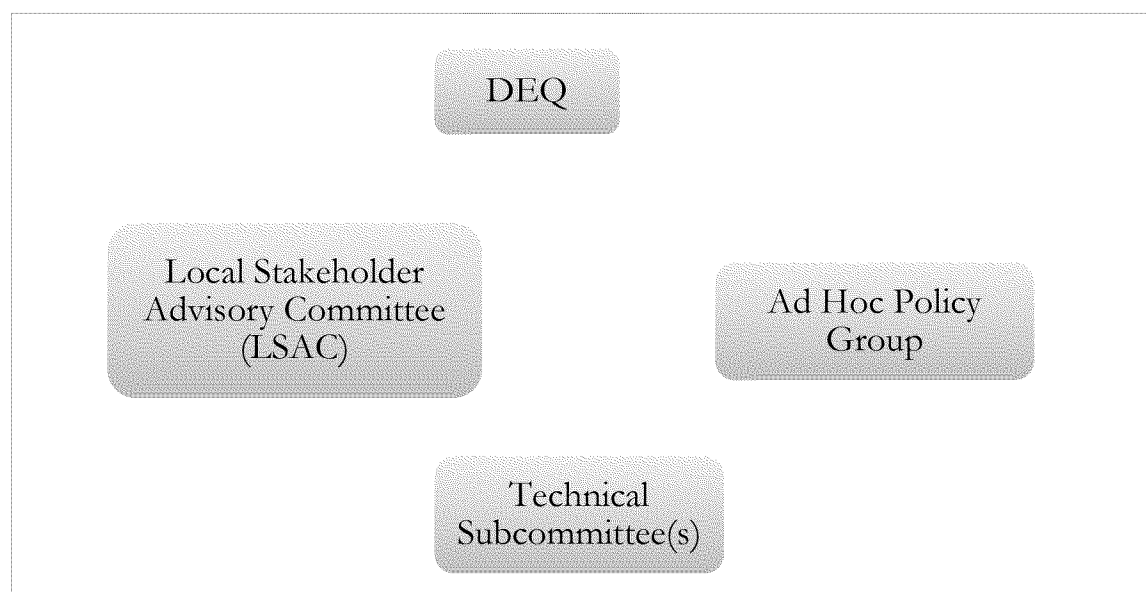 DEQ
Local Stakeholder
Advisory Committee
(LSAC)
Ad Hoc Policy
Group
Technical
Subcommittee(s)